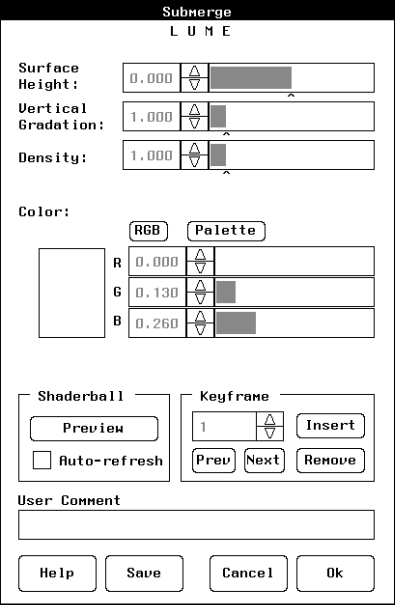 Submerge
L U M E
Surface
Height:
0.000
Vertical
Gradation:
1.000
Density:
1.000
Color:
RGB
Palette
R
0.000
G
0.130
B
0.260
Shaderball
Preview
Auto-refresh
Keyframe
1
Insert
Prev
Next
Remove
User Comment
Help
Save
Cancel
Ok